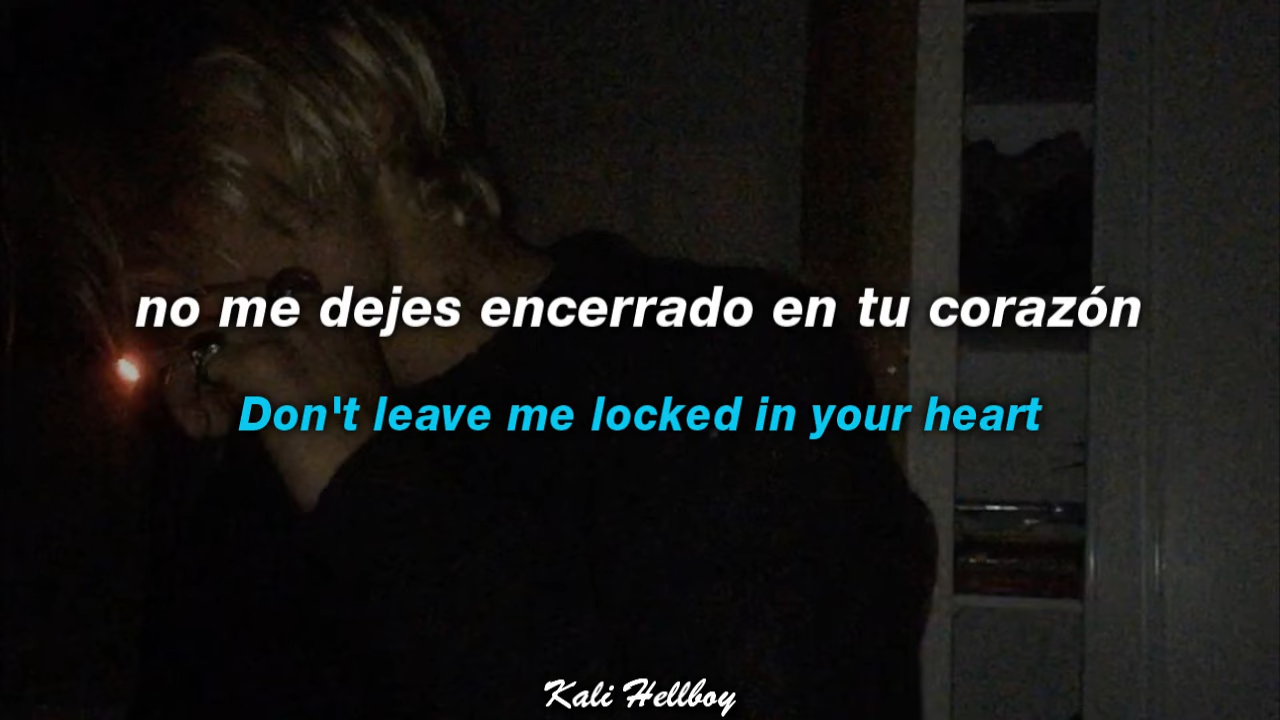 no me dejes encerrado en tu corazón
Don't leave me locked in your heart
Kali Hellboy